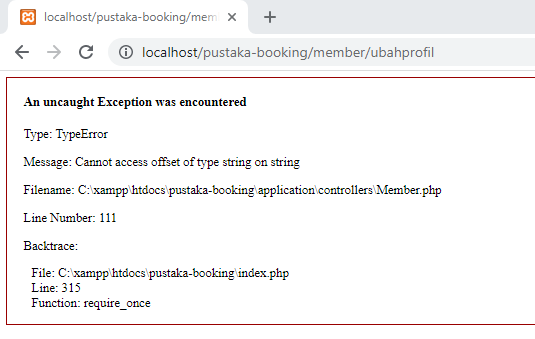 localhost/pustaka-booking/mem
localhost/pustaka-booking/member/ubahprofil
An uncaught Exception was encountered
Type: TypeError
Message: Cannot access offset of type string on string
Filename: C:\xampp\htdocs\pustaka-booking\application\controllers\Member.php
Line Number: 111
Backtrace:
File: C:\xampp\htdocs\pustaka-booking\index.php
Line: 315
Function: require_once